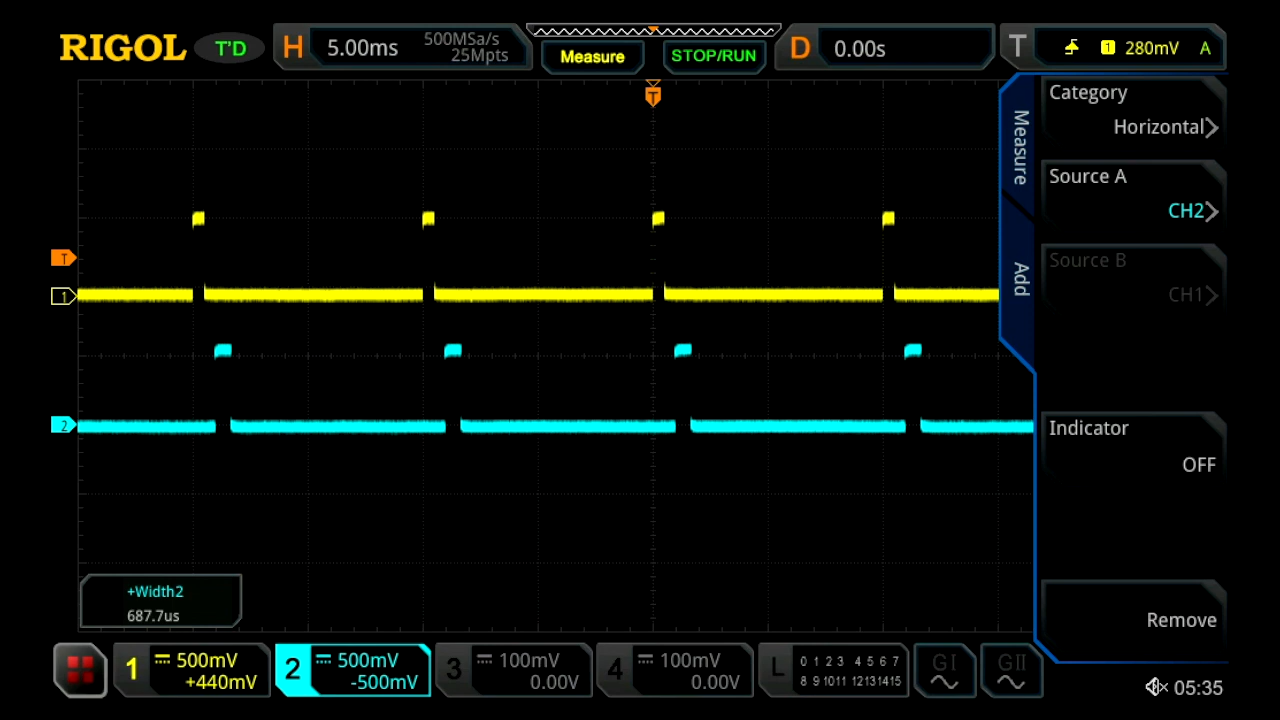 RIGOL T'D H 5.00ms 500MSa/s 25Mpts Measure STOP/RUN D 0.00s T 1 280mV A
T
Measure
Add
Category
Horizontal
Source A
CH2
Source B
CH1
Indicator
OFF
Remove
T
1
2
+Width2
687.7us
1 500mV +440mV
2 500mV -500mV
3 100mV 0.00V
4 100mV 0.00V
L 0 1 2 3 4 5 6 7
8 9 10 11 12 13 14 15
GI
GII
05:35